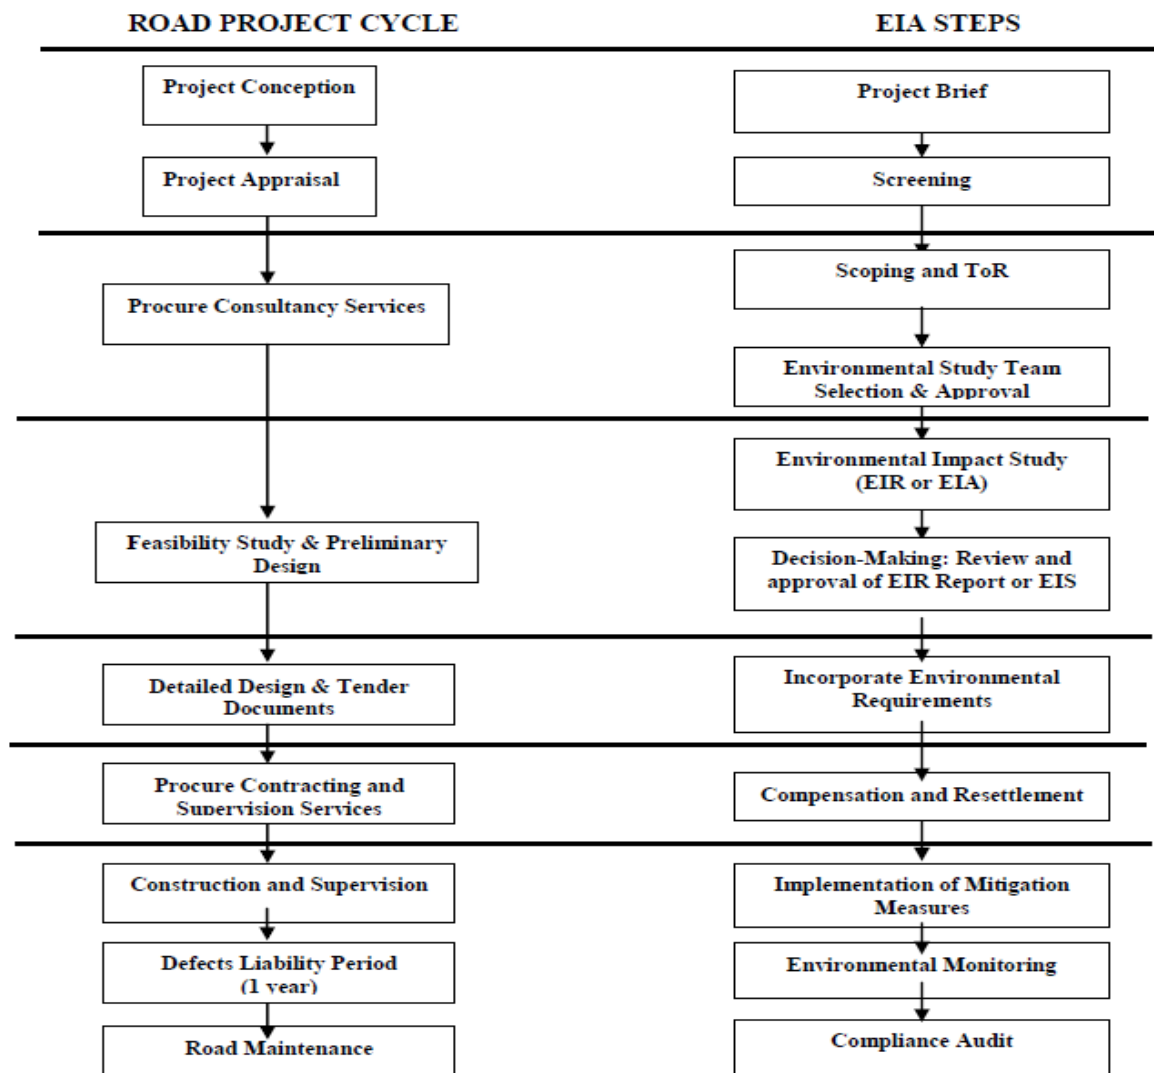 ROAD PROJECT CYCLE
EIA STEPS
Project Conception
Project Brief
Project Appraisal
Screening
Scoping and ToR
Procure Consultancy Services
Environmental Study Team
Selection & Approval
Environmental Impact Study
(EIR or EIA)
Feasibility Study & Preliminary
Design
Decision-Making: Review and
approval of EIR Report or EIS
Detailed Design & Tender
Documents
Incorporate Environmental
Requirements
Procure Contracting and
Supervision Services
Compensation and Resettlement
Construction and Supervision
Implementation of Mitigation
Measures
Defects Liability Period
(1 year)
Environmental Monitoring
Road Maintenance
Compliance Audit